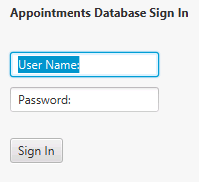 Appointments Database Sign In
User Name:
Password:
Sign In